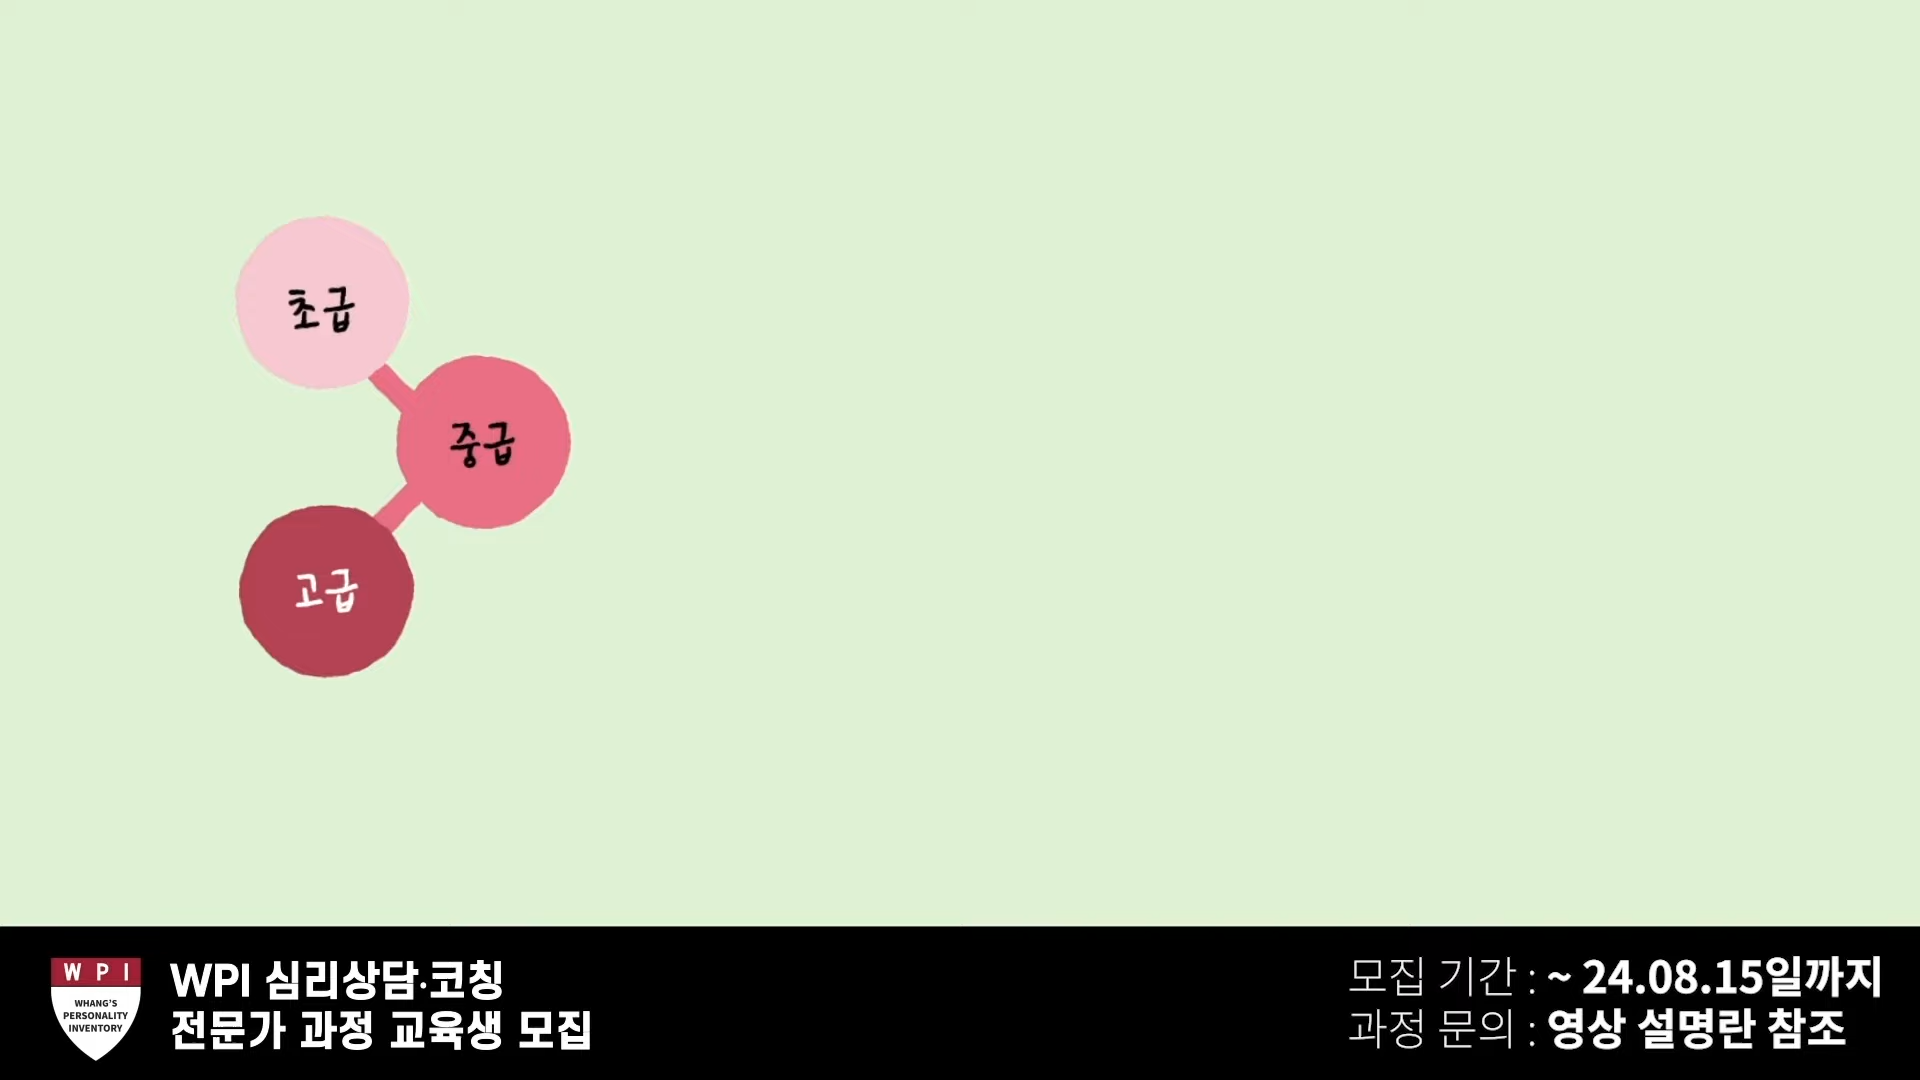 초급
중급
고급
WPI
WHANG'S
PERSONALITY
INVENTORY
WPI 심리상담·코칭
전문가 과정 교육생 모집
모집 기간 : ~ 24.08.15일까지
과정 문의 : 영상 설명란 참조